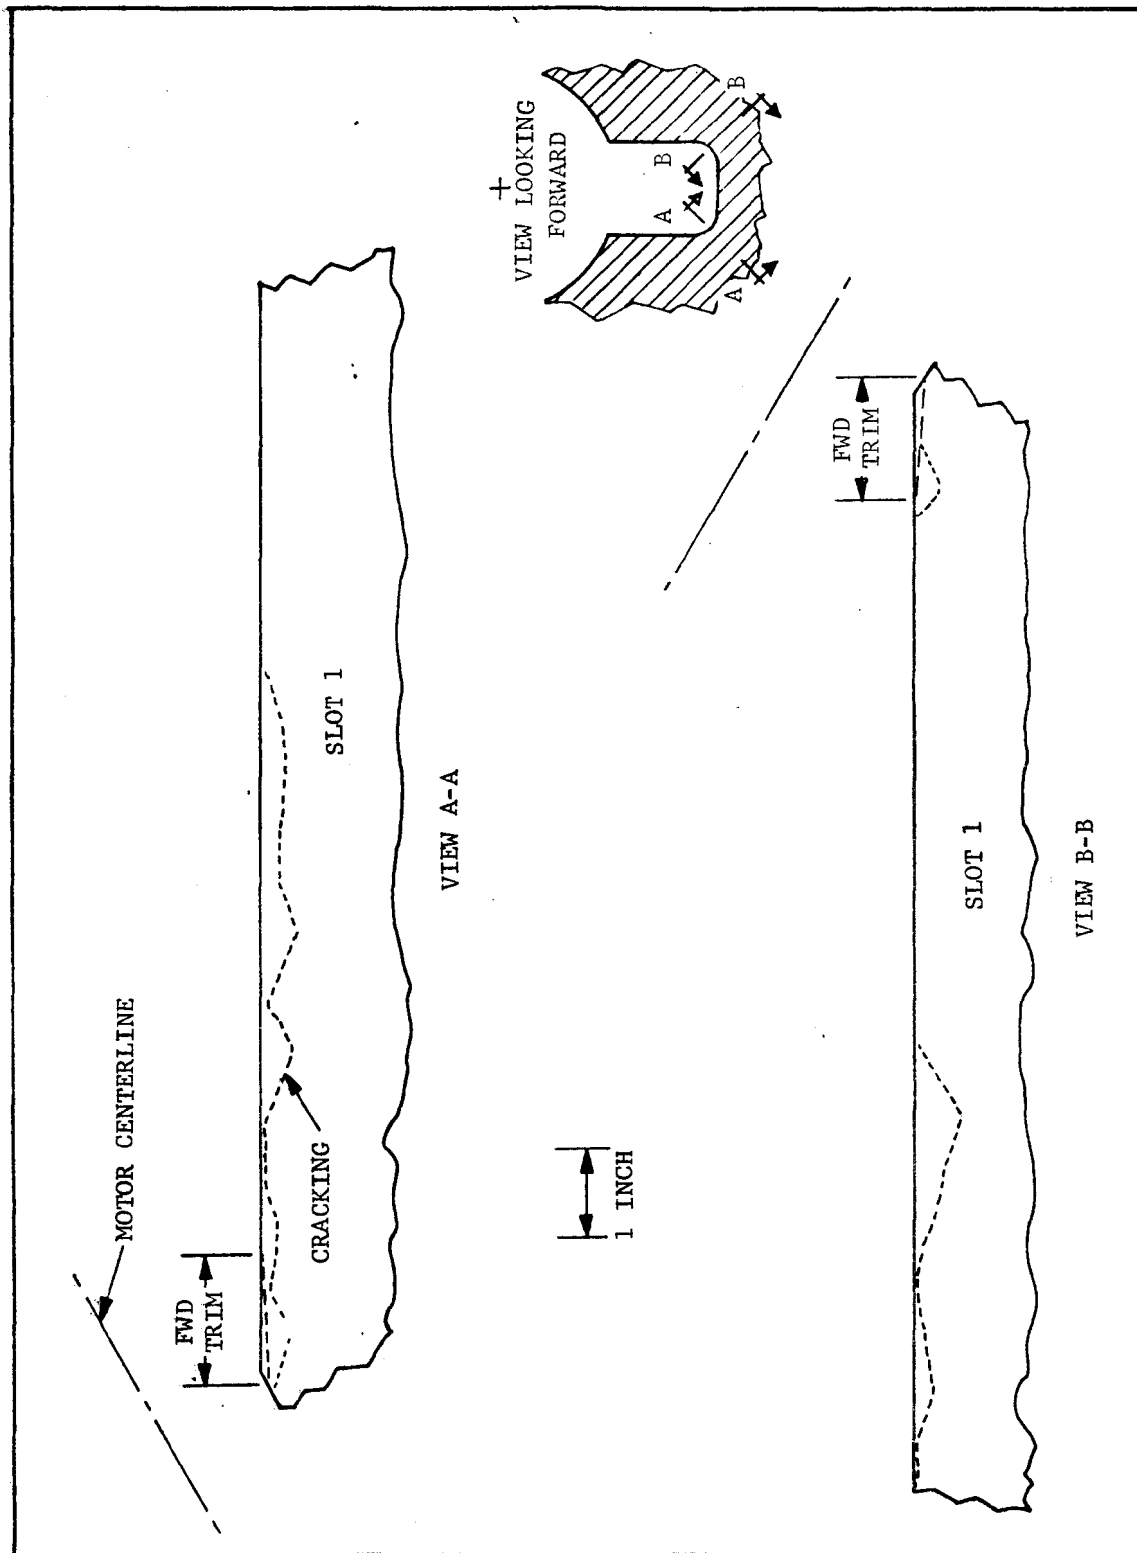 MOTOR CENTERLINE
FWD
TRIM
CRACKING
SLOT 1
VIEW A-A
1 INCH
VIEW LOOKING
FORWARD
A
B
A
B
FWD
TRIM
SLOT 1
VIEW B-B